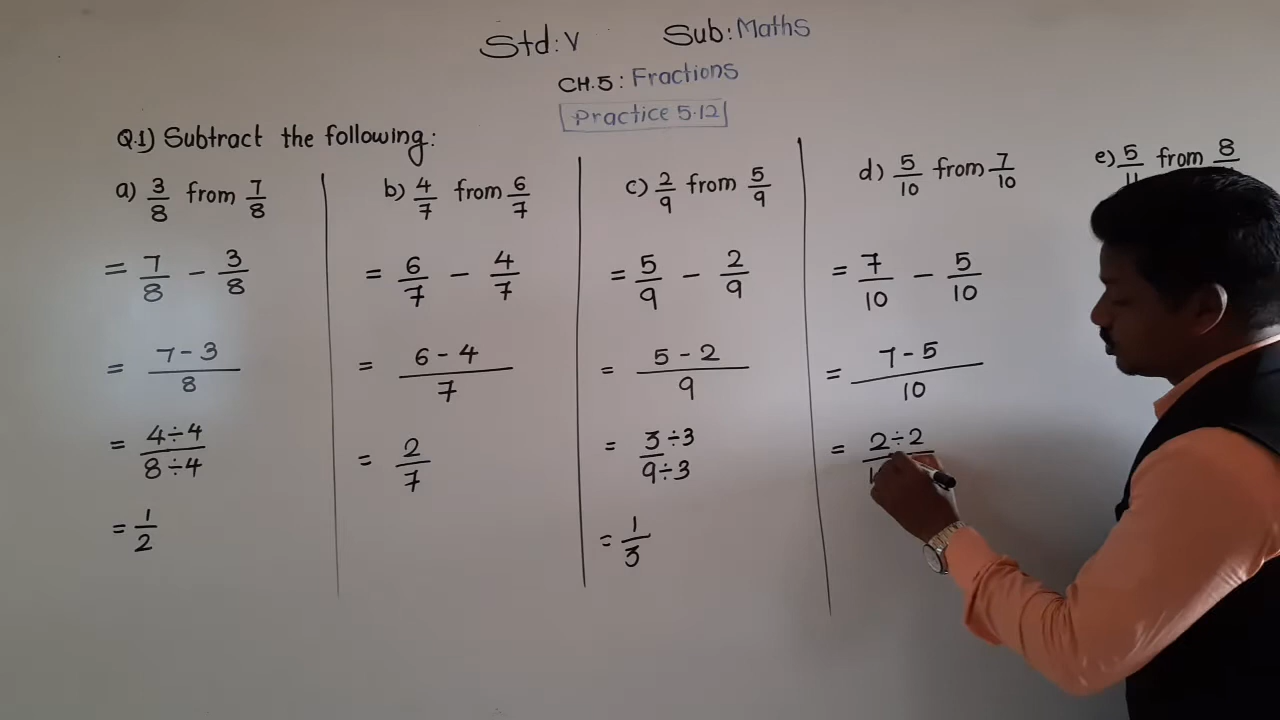 Std: V Sub: Maths
CH.5: Fractions
Practice 5.12
Q.1) Subtract the following:
a) 3/8 from 7/8
= 7/8 - 3/8
= 7-3/8
= 4÷4/8÷4
= 1/2
b) 4/7 from 6/7
= 6/7 - 4/7
= 6-4/7
= 2/7
c) 2/9 from 5/9
= 5/9 - 2/9
= 5-2/9
= 3÷3/9÷3
= 1/3
d) 5/10 from 7/10
= 7/10 - 5/10
= 7-5/10
= 2÷2
e) 5 from 8